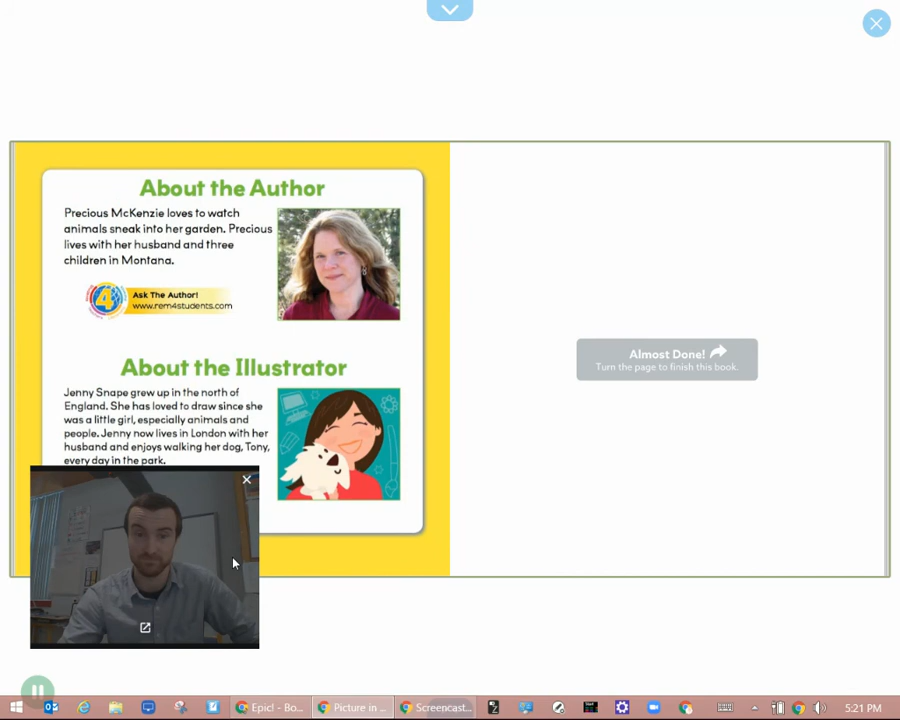 About the Author
Precious McKenzie loves to watch
animals sneak into her garden. Precious
lives with her husband and three
children in Montana.
4
Ask The Author!
www.rem4students.com
About the Illustrator
Jenny Snape grew up in the north of
England. She has loved to draw since she
was a little girl, especially animals and
people. Jenny now lives in London with her
husband and enjoys walking her dog, Tony,
every day in the park.
Almost Done!
Turn the page to finish this book.
Epic! - Bo...
Picture in ...
Screencast...
5:21 PM